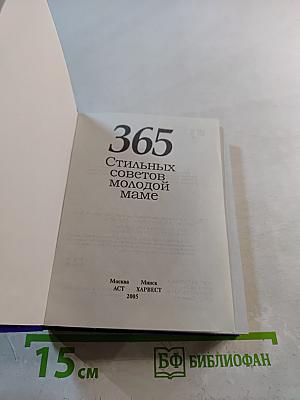 365
Стильных
советов
молодой
маме
Москва Минск
АСТ ХАРВЕСТ
2005
15 см
БФ БИБЛИОФАН